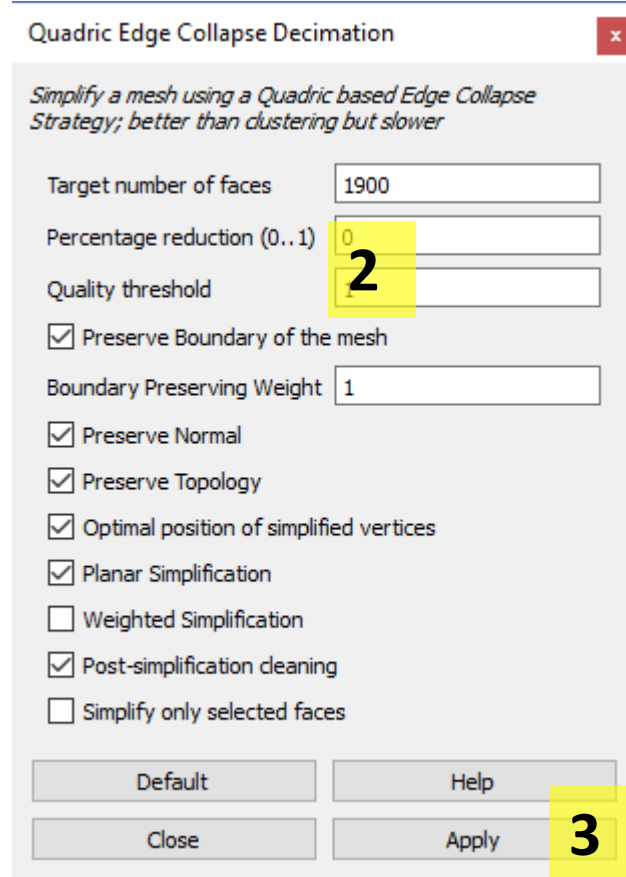 Quadric Edge Collapse Decimation
x
Simplify a mesh using a Quadric based Edge Collapse
Strategy; better than clustering but slower
Target number of faces 1900
Percentage reduction (0..1) 0
2
Quality threshold 1
Preserve Boundary of the mesh
Boundary Preserving Weight 1
Preserve Normal
Preserve Topology
Optimal position of simplified vertices
Planar Simplification
Weighted Simplification
Post-simplification cleaning
Simplify only selected faces
Default Help
Close Apply 3